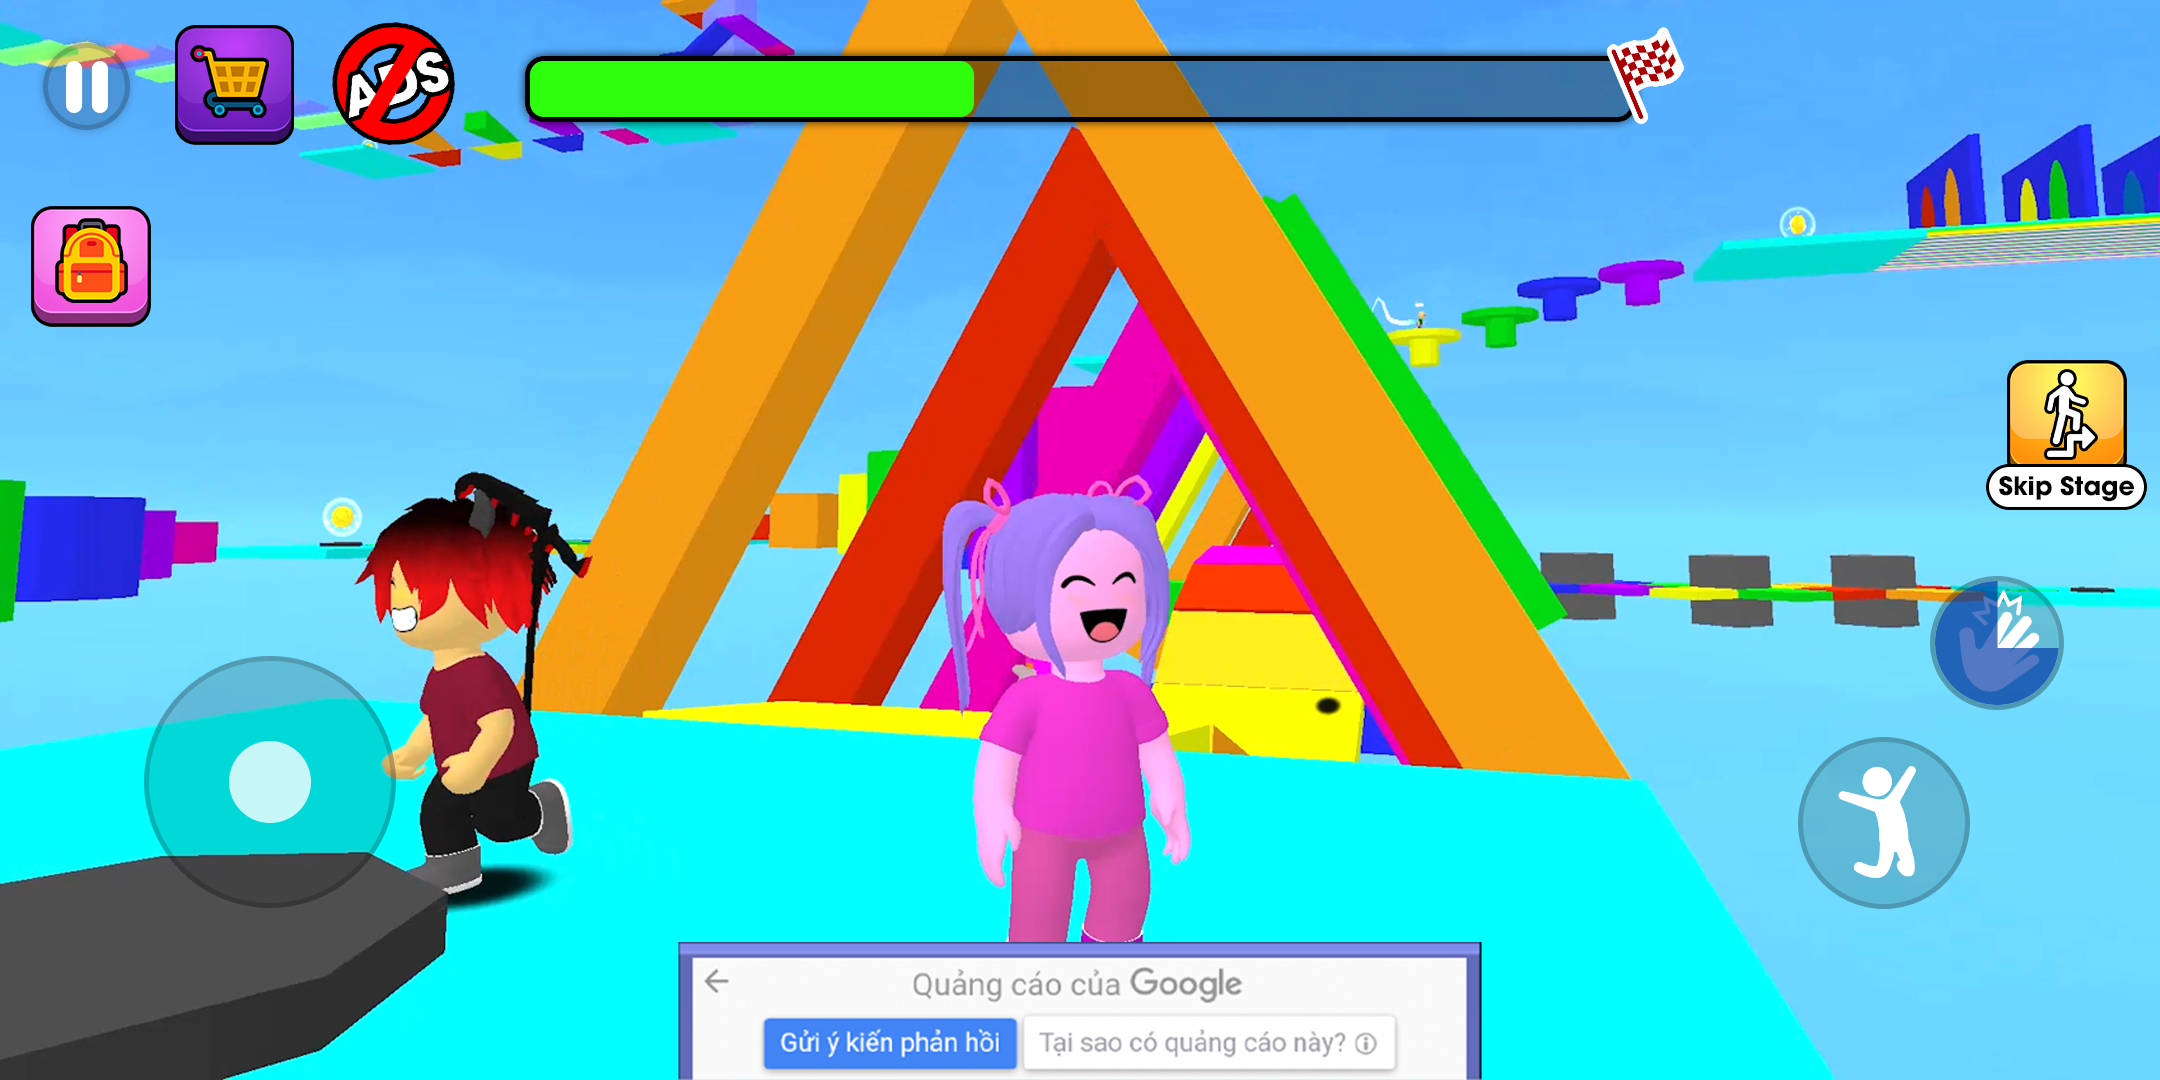 ADS
Skip Stage
Quảng cáo của Google
Gửi ý kiến phản hồi
Tại sao có quảng cáo này?